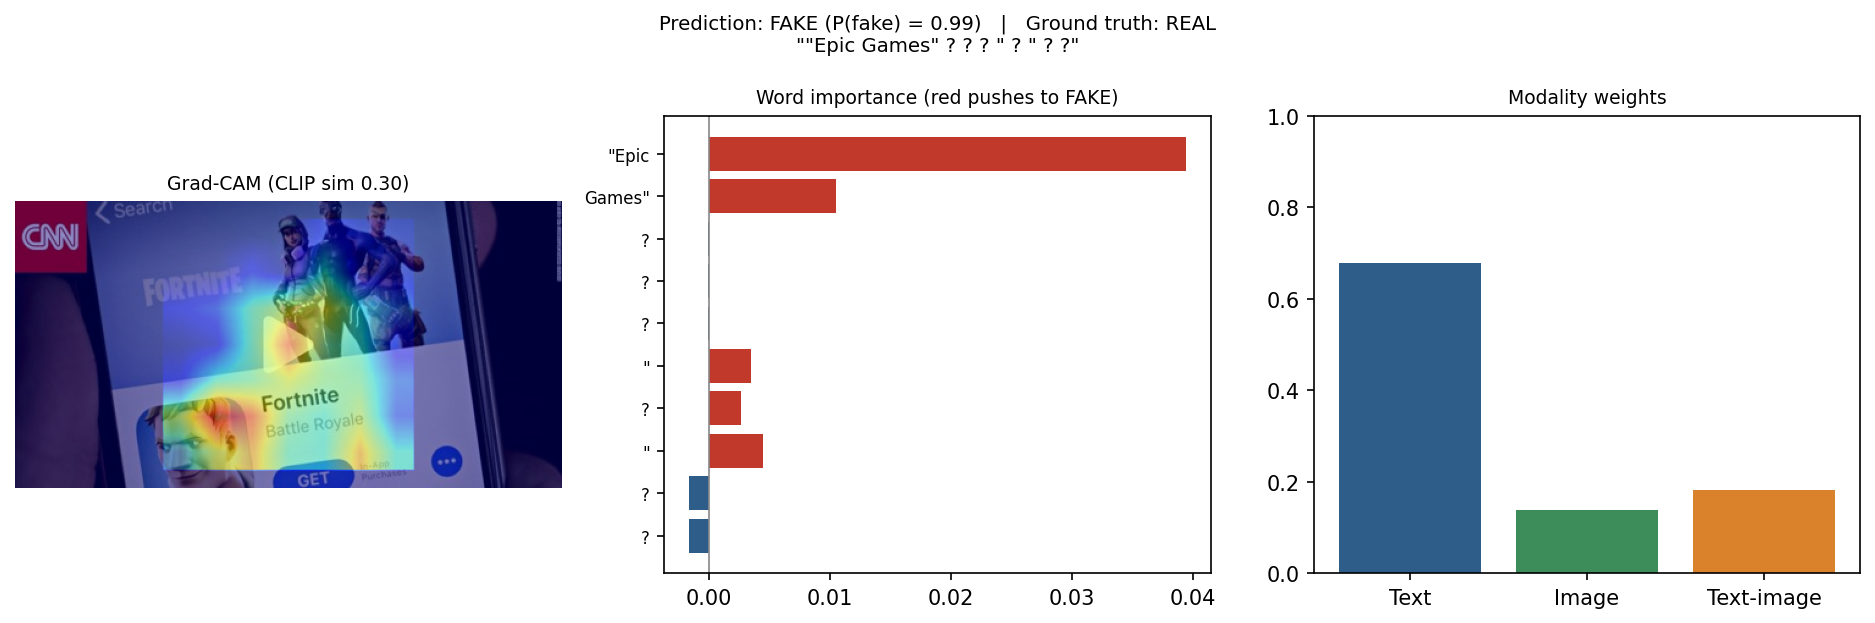 Prediction: FAKE (P(fake) = 0.99)   |   Ground truth: REAL
""Epic Games" ? ? ? " ? " ? ?"
Grad-CAM (CLIP sim 0.30)
CNN
Search
FORTNITE
Fortnite
Battle Royale
GET
In-App
Purchases
Word importance (red pushes to FAKE)
"Epic
Games"
?
?
?
"
?
"
?
?
0.00 0.01 0.02 0.03 0.04
Modality weights
1.0
0.8
0.6
0.4
0.2
0.0
Text Image Text-image